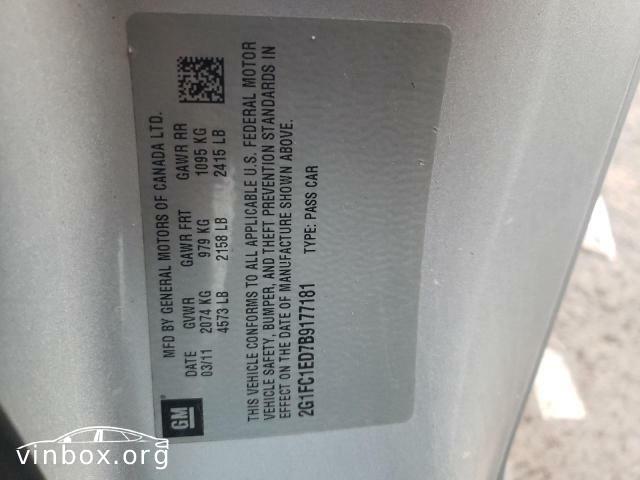 MFD BY GENERAL MOTORS OF CANADA LTD.
DATE GVWR GAWR FRT GAWR RR
03/11 2074 KG 979 KG 1095 KG
4573 LB 2158 LB 2415 LB
GM
THIS VEHICLE CONFORMS TO ALL APPLICABLE U.S. FEDERAL MOTOR
VEHICLE SAFETY, BUMPER, AND THEFT PREVENTION STANDARDS IN
EFFECT ON THE DATE OF MANUFACTURE SHOWN ABOVE.
2G1FC1ED7B9177181 TYPE: PASS CAR
vinbox.org